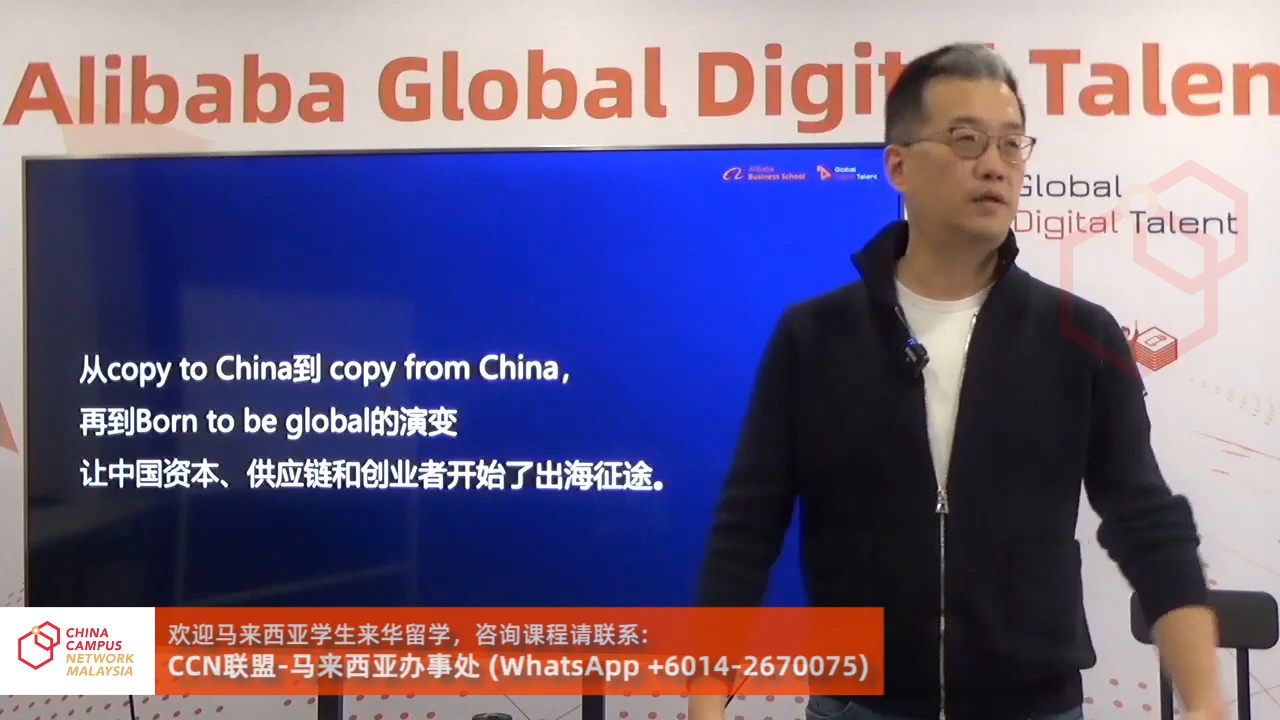 Alibaba Global Digit Talen
Alibaba
Business School
Global
Talent
Global
Digital Talent
从copy to China到 copy from China，
再到Born to be global的演变
让中国资本、供应链和创业者开始了出海征途。
CHINA
CAMPUS
NETWORK
MALAYSIA
欢迎马来西亚学生来华留学，咨询课程请联系：
CCN联盟-马来西亚办事处 (WhatsApp +6014-2670075)